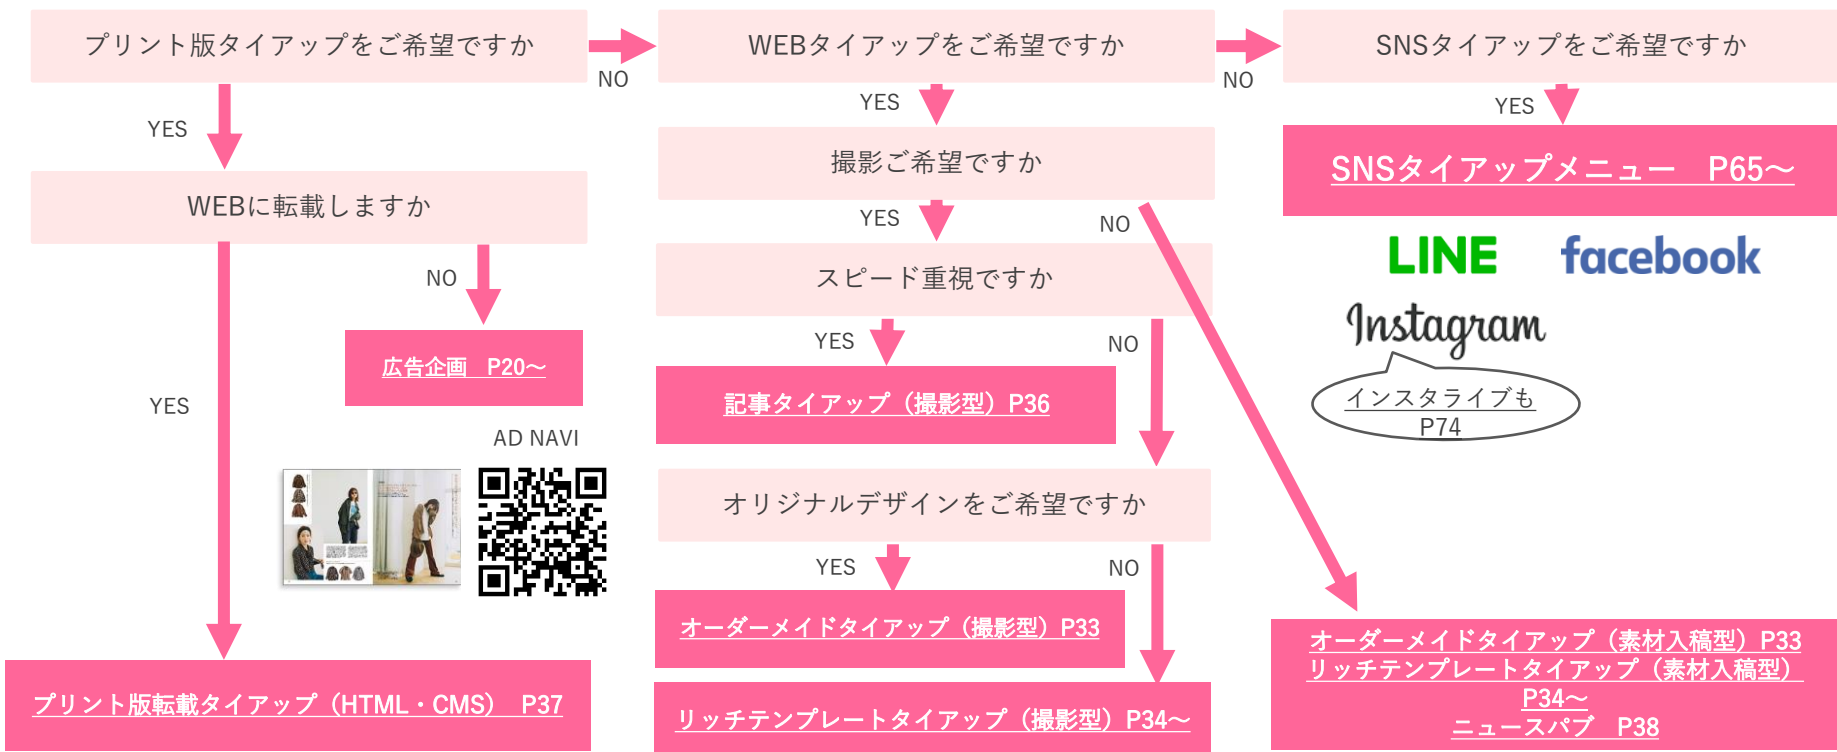 プリント版タイアップをご希望ですか
NO
WEBタイアップをご希望ですか
NO
SNSタイアップをご希望ですか
YES
WEBに転載しますか
YES
NO
広告企画　P20～
AD NAVI
プリント版転載タイアップ（HTML・CMS）　P37
YES
撮影ご希望ですか
YES
NO
スピード重視ですか
YES
NO
記事タイアップ（撮影型）P36
オリジナルデザインをご希望ですか
YES
NO
オーダーメイドタイアップ（撮影型）P33
リッチテンプレートタイアップ（撮影型）P34～
YES
SNSタイアップメニュー　P65～
LINE
facebook
Instagram
インスタライブも
P74
オーダーメイドタイアップ（素材入稿型）P33
リッチテンプレートタイアップ（素材入稿型）
P34～
ニュースパブ　P38